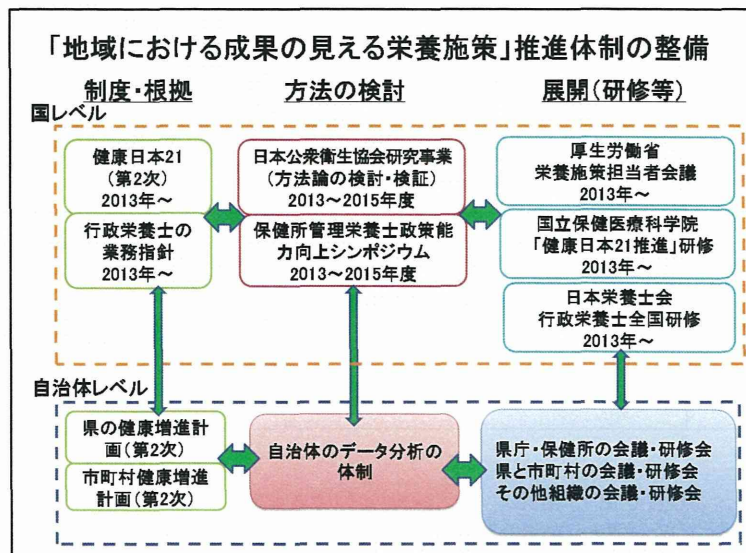 「地域における成果の見える栄養施策」推進体制の整備
制度・根拠
方法の検討
展開(研修等)
国レベル
健康日本21
(第2次)
2013年~
行政栄養士の
業務指針
2013年~
日本公衆衛生協会研究事業
(方法論の検討・検証)
2013~2015年度
保健所管理栄養士政策能
力向上シンポジウム
2013~2015年度
厚生労働省
栄養施策担当者会議
2013年~
国立保健医療科学院
「健康日本21推進」研修
2013年~
日本栄養士会
行政栄養士全国研修
2013年~
自治体レベル
県の健康増進計
画(第2次)
市町村健康増進
計画(第2次)
自治体のデータ分析の
体制
県庁・保健所の会議・研修会
県と市町村の会議・研修会
その他組織の会議・研修会